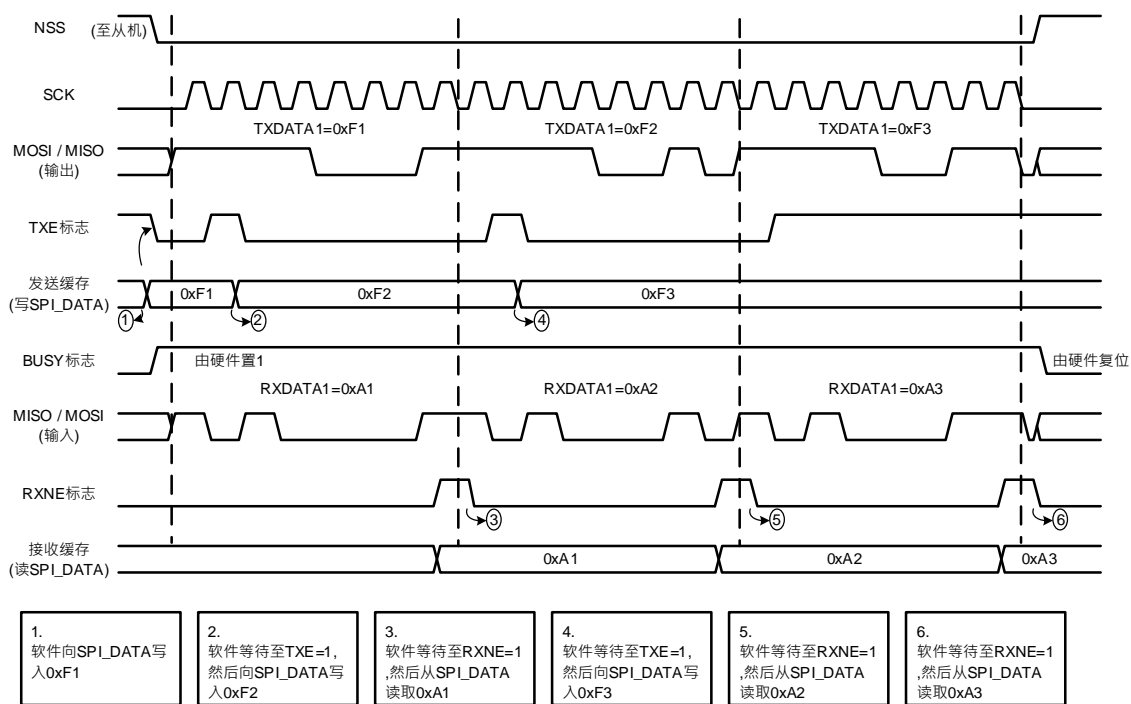 NSS (至从机)
SCK
TXDATA1=0xF1 TXDATA1=0xF2 TXDATA1=0xF3
MOSI / MISO
(输出)
TXE标志
发送缓存
(写SPI_DATA)
0xF1 0xF2 0xF3
① ② ④
BUSY标志 由硬件置1 由硬件复位
RXDATA1=0xA1 RXDATA1=0xA2 RXDATA1=0xA3
MISO / MOSI
(输入)
RXNE标志
③ ⑤ ⑥
接收缓存
(读SPI_DATA)
0xA1 0xA2 0xA3
1.
软件向SPI_DATA写
入0xF1
2.
软件等待至TXE=1,
然后向SPI_DATA写
入0xF2
3.
软件等待至RXNE=1
,然后从SPI_DATA
读取0xA1
4.
软件等待至TXE=1,
然后向SPI_DATA写
入0xF3
5.
软件等待至RXNE=1
,然后从SPI_DATA
读取0xA2
6.
软件等待至RXNE=1
,然后从SPI_DATA
读取0xA3